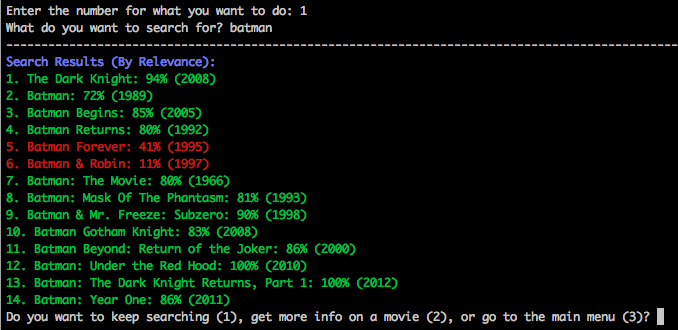 Enter the number for what you want to do: 1
What do you want to search for? batman
--------------------------------------------------------------------------------
Search Results (By Relevance):
1. The Dark Knight: 94% (2008)
2. Batman: 72% (1989)
3. Batman Begins: 85% (2005)
4. Batman Returns: 80% (1992)
5. Batman Forever: 41% (1995)
6. Batman & Robin: 11% (1997)
7. Batman: The Movie: 80% (1966)
8. Batman: Mask Of The Phantasm: 81% (1993)
9. Batman & Mr. Freeze: Subzero: 90% (1998)
10. Batman Gotham Knight: 83% (2008)
11. Batman Beyond: Return of the Joker: 86% (2000)
12. Batman: Under the Red Hood: 100% (2010)
13. Batman: The Dark Knight Returns, Part 1: 100% (2012)
14. Batman: Year One: 86% (2011)
Do you want to keep searching (1), get more info on a movie (2), or go to the main menu (3)?